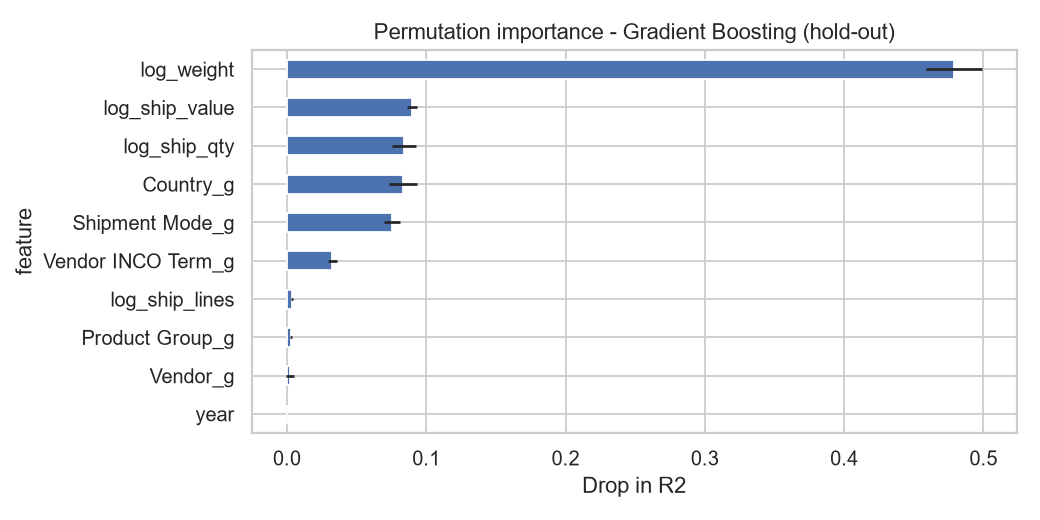 Permutation importance - Gradient Boosting (hold-out)
log_weight
log_ship_value
log_ship_qty
Country_g
Shipment Mode_g
Vendor INCO Term_g
log_ship_lines
Product Group_g
Vendor_g
year
feature
0.0 0.1 0.2 0.3 0.4 0.5
Drop in R2